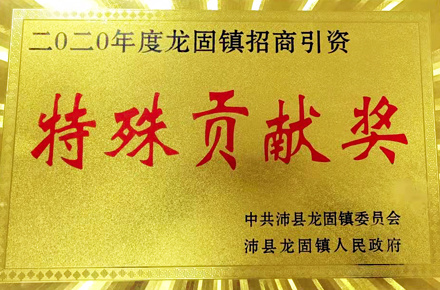 二〇二〇年度龙固镇招商引资
特殊贡献奖
中共沛县龙固镇委员会
沛县龙固镇人民政府